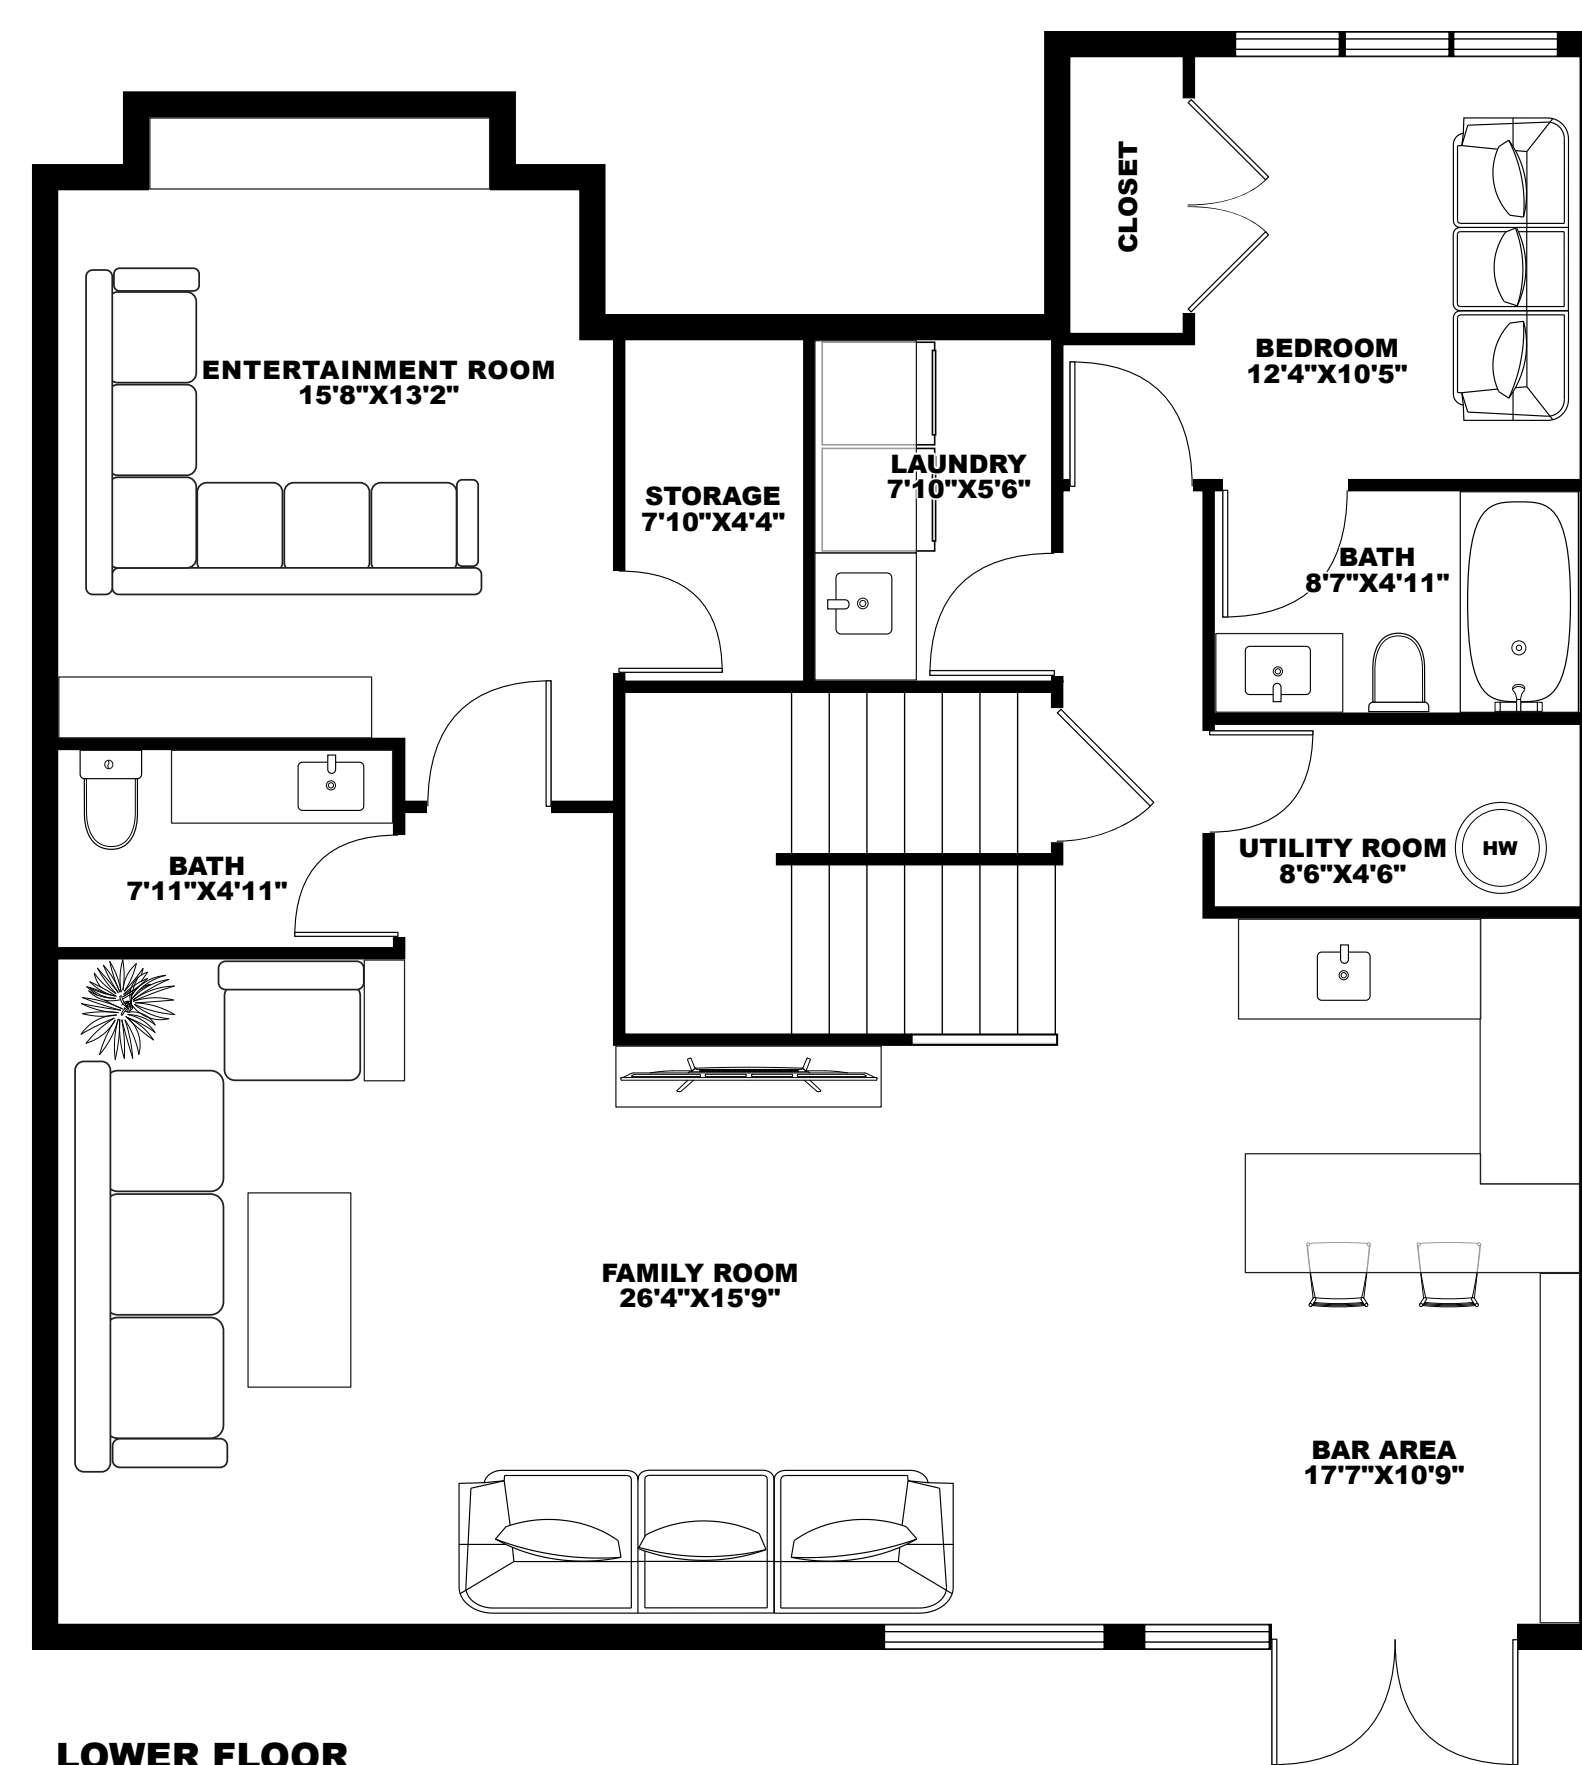 CLOSET
BEDROOM
12'4"X10'5"
ENTERTAINMENT ROOM
15'8"X13'2"
STORAGE
7'10"X4'4"
LAUNDRY
7'10"X5'6"
BATH
8'7"X4'11"
BATH
7'11"X4'11"
UTILITY ROOM
8'6"X4'6"
HW
FAMILY ROOM
26'4"X15'9"
BAR AREA
17'7"X10'9"
LOWER FLOOR